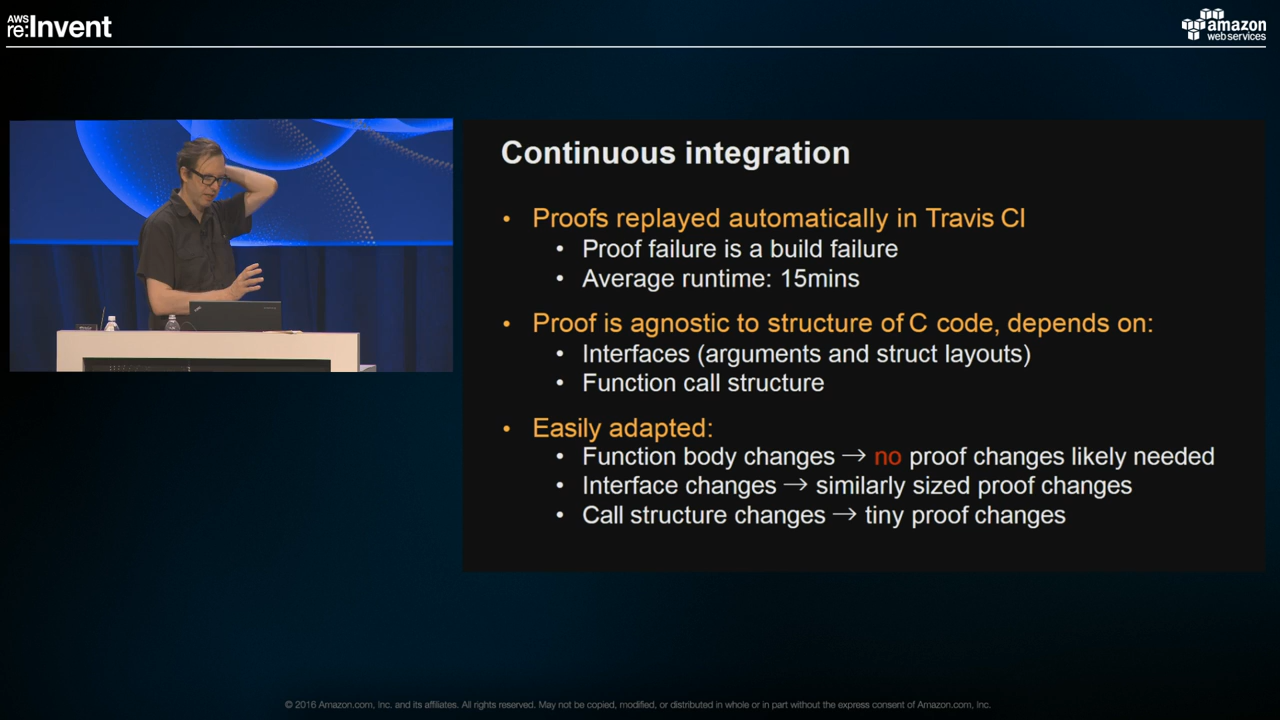 AWS
re:Invent
amazon
web services
Continuous integration
• Proofs replayed automatically in Travis CI
• Proof failure is a build failure
• Average runtime: 15mins
• Proof is agnostic to structure of C code, depends on:
• Interfaces (arguments and struct layouts)
• Function call structure
• Easily adapted:
• Function body changes → no proof changes likely needed
• Interface changes → similarly sized proof changes
• Call structure changes → tiny proof changes
© 2016 Amazon.com, Inc. and its affiliates. All rights reserved. May not be copied, modified, or distributed in whole or in part without the express consent of Amazon.com, Inc.